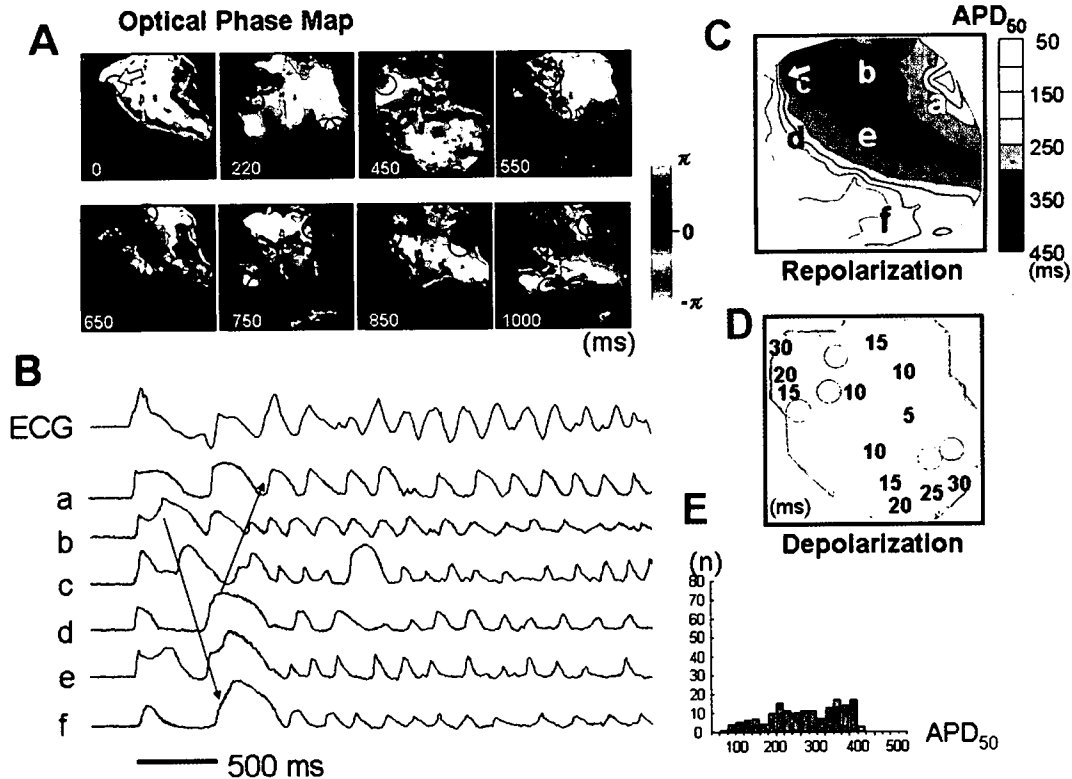 Optical Phase Map
A
0
220
450
550
π
0
-π
650
750
850
1000
(ms)
B
ECG
a
b
c
d
e
f
500 ms
C
APD50
50
150
250
350
450
(ms)
a
b
c
d
e
f
Repolarization
D
30
15
20
10
15
10
5
10
15
25
30
20
(ms)
Depolarization
E
(n)
80
70
60
50
40
30
20
10
0
100 200 300 400 500
APD50